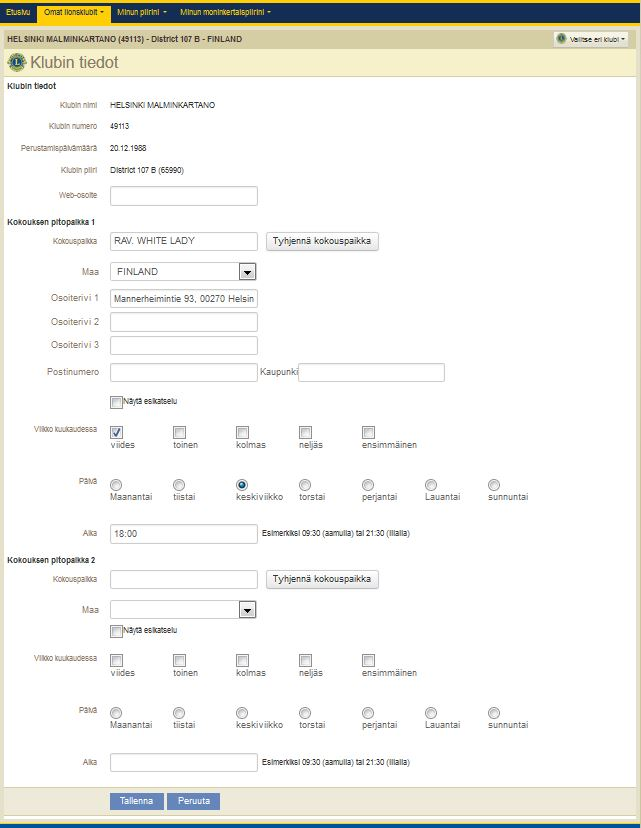 Etusivu Omat lionsklubit Minun piirini Minun moninkertaispiirini
HELSINKI MALMINKARTANO (49113) - District 107 B - FINLAND Valitse eri klubi
Klubin tiedot
Klubin tiedot
Klubin nimi HELSINKI MALMINKARTANO
Klubin numero 49113
Perustamispäivämäärä 20.12.1988
Klubin piiri District 107 B (65990)
Web-osoite
Kokouksen pitopaikka 1
Kokouspaikka RAV. WHITE LADY Tyhjennä kokouspaikka
Maa FINLAND
Osoiterivi 1 Mannerheimintie 93, 00270 Helsin
Osoiterivi 2
Osoiterivi 3
Postinumero Kaupunki
Näytä esikatselu
Viikko kuukaudessa
viides toinen kolmas neljäs ensimmäinen
Päivä
Maanantai tiistai keskiviikko torstai perjantai Lauantai sunnuntai
Aika 18:00 Esimerkiksi 09:30 (aamulla) tai 21:30 (illalla)
Kokouksen pitopaikka 2
Kokouspaikka Tyhjennä kokouspaikka
Maa
Näytä esikatselu
Viikko kuukaudessa
viides toinen kolmas neljäs ensimmäinen
Päivä
Maanantai tiistai keskiviikko torstai perjantai Lauantai sunnuntai
Aika Esimerkiksi 09:30 (aamulla) tai 21:30 (illalla)
Tallenna Peruuta